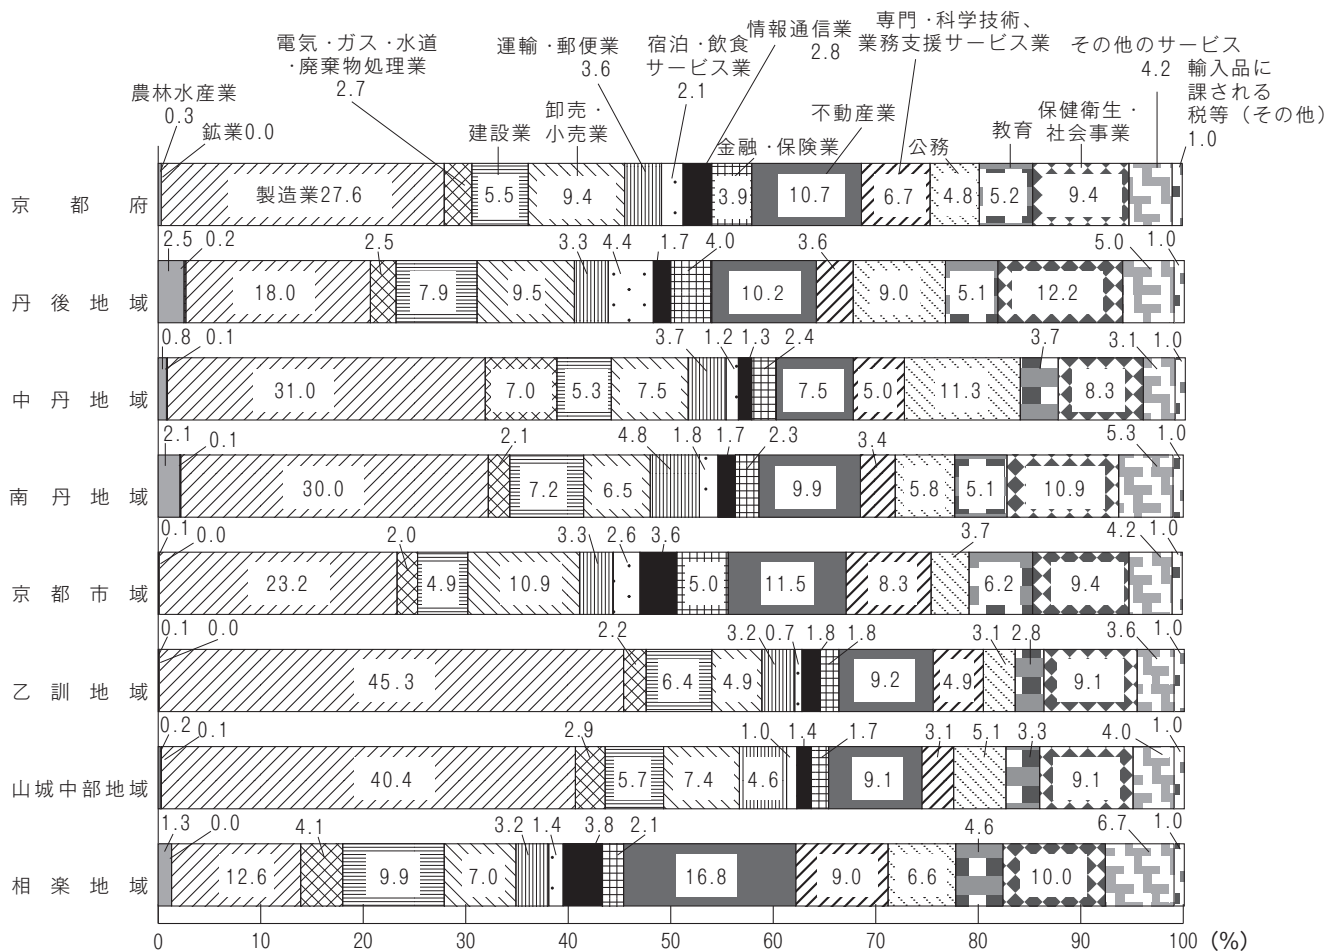 電気・ガス・水道
・廃棄物処理業
2.7
運輸・郵便業
3.6
宿泊・飲食
サービス業
2.1
情報通信業
2.8
専門・科学技術、
業務支援サービス業
その他のサービス
4.2
輸入品に
課される
税等（その他）
1.0
農林水産業
0.3
鉱業0.0
建設業
卸売・
小売業
金融・保険業
不動産業
公務
教育
保健衛生・
社会事業
京都府 製造業27.6 5.5 9.4 3.9 10.7 6.7 4.8 5.2 9.4
2.5 0.2 2.5 3.3 4.4 1.7 4.0 3.6 5.0 1.0
丹後地域 18.0 7.9 9.5 10.2 9.0 5.1 12.2
0.8 0.1 3.7 1.2 1.3 2.4 3.7 3.1 1.0
中丹地域 31.0 7.0 5.3 7.5 7.5 5.0 11.3 8.3
2.1 0.1 2.1 4.8 1.8 1.7 2.3 3.4 5.3 1.0
南丹地域 30.0 7.2 6.5 9.9 5.8 5.1 10.9
0.1 0.0 2.0 3.3 2.6 3.6 3.7 4.2 1.0
京都市域 23.2 4.9 10.9 5.0 11.5 8.3 6.2 9.4
0.1 0.0 2.2 3.2 0.7 1.8 1.8 3.1 2.8 3.6 1.0
乙訓地域 45.3 6.4 4.9 9.2 4.9 9.1
0.2 0.1 2.9 1.0 1.4 1.7 3.1 5.1 3.3 4.0 1.0
山城中部地域 40.4 5.7 7.4 4.6 9.1 9.1
1.3 0.0 4.1 3.2 1.4 3.8 2.1 4.6 6.7 1.0
相楽地域 12.6 9.9 7.0 16.8 9.0 6.6 10.0
0 10 20 30 40 50 60 70 80 90 100 (%)